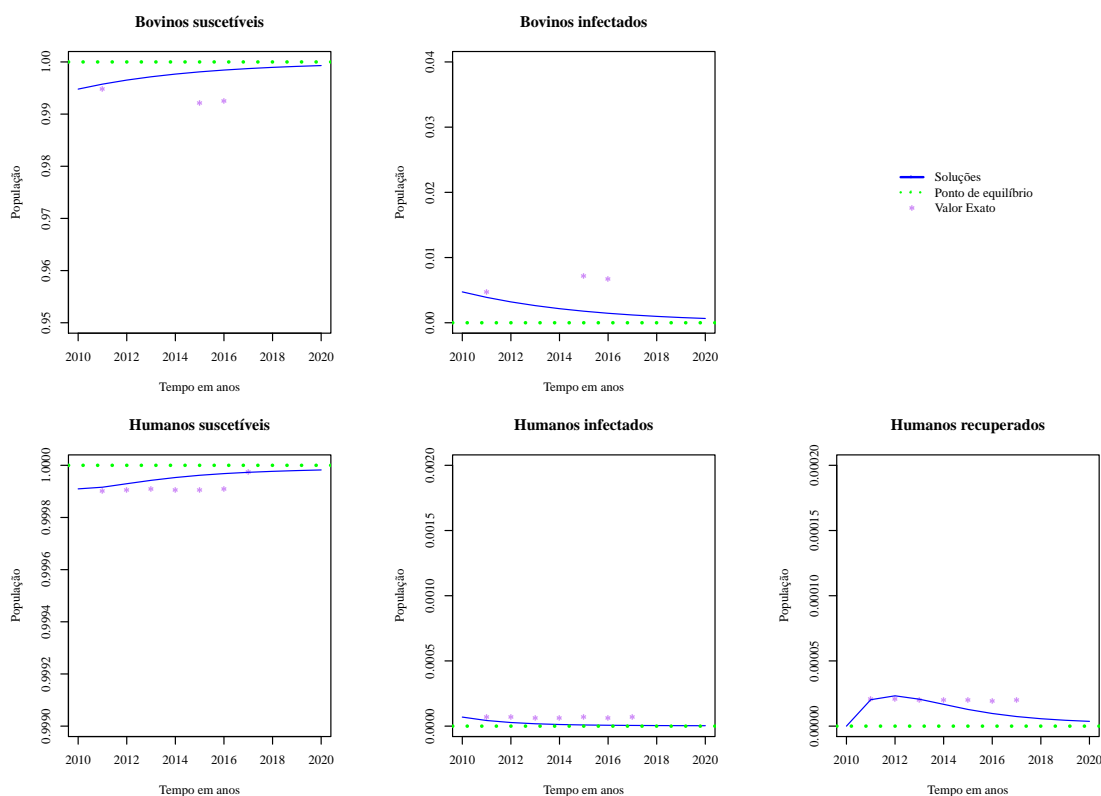 Bovinos suscetíveis
Bovinos infectados
População
0.95 0.96 0.97 0.98 0.99 1.00
2010 2012 2014 2016 2018 2020
Tempo em anos
População
0.00 0.01 0.02 0.03 0.04
2010 2012 2014 2016 2018 2020
Tempo em anos
Soluções
Ponto de equilíbrio
Valor Exato
Humanos suscetíveis
Humanos infectados
Humanos recuperados
População
0.9990 0.9992 0.9994 0.9996 0.9998 1.0000
2010 2012 2014 2016 2018 2020
Tempo em anos
População
0.0000 0.0005 0.0010 0.0015 0.0020
2010 2012 2014 2016 2018 2020
Tempo em anos
População
0.00000 0.00005 0.00010 0.00015 0.00020
2010 2012 2014 2016 2018 2020
Tempo em anos